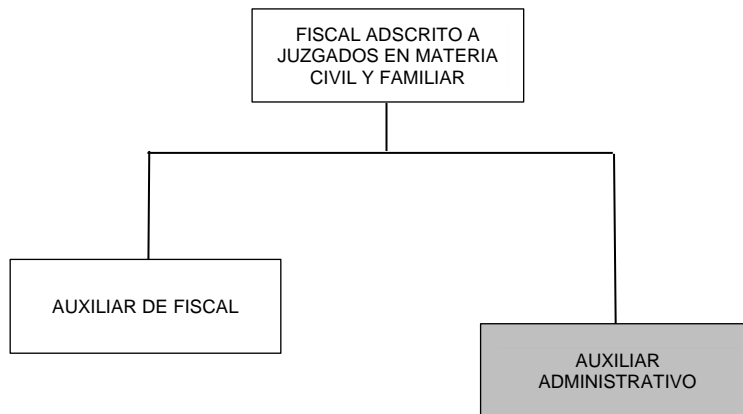 FISCAL ADSCRITO A
JUZGADOS EN MATERIA
CIVIL Y FAMILIAR
AUXILIAR DE FISCAL
AUXILIAR
ADMINISTRATIVO